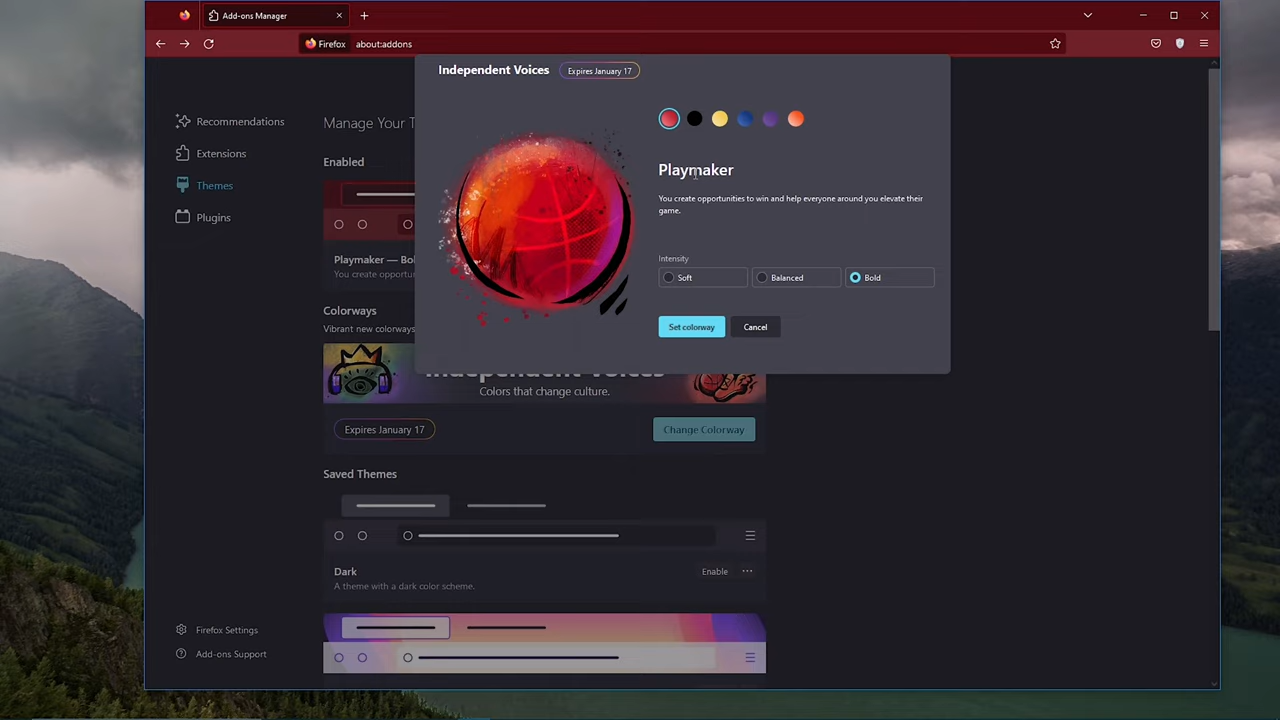 Add-ons Manager
Firefox
about:addons
Independent Voices
Expires January 17
Recommendations
Extensions
Themes
Plugins
Manage Your T
Enabled
Playmaker — Bol
You create opportu
Colorways
Vibrant new colorways
Playmaker
You create opportunities to win and help everyone around you elevate their
game.
Intensity
Soft
Balanced
Bold
Set colorway
Cancel
Independent Voices
Colors that change culture.
Expires January 17
Change Colorway
Saved Themes
Dark
A theme with a dark color scheme.
Enable
Firefox Settings
Add-ons Support